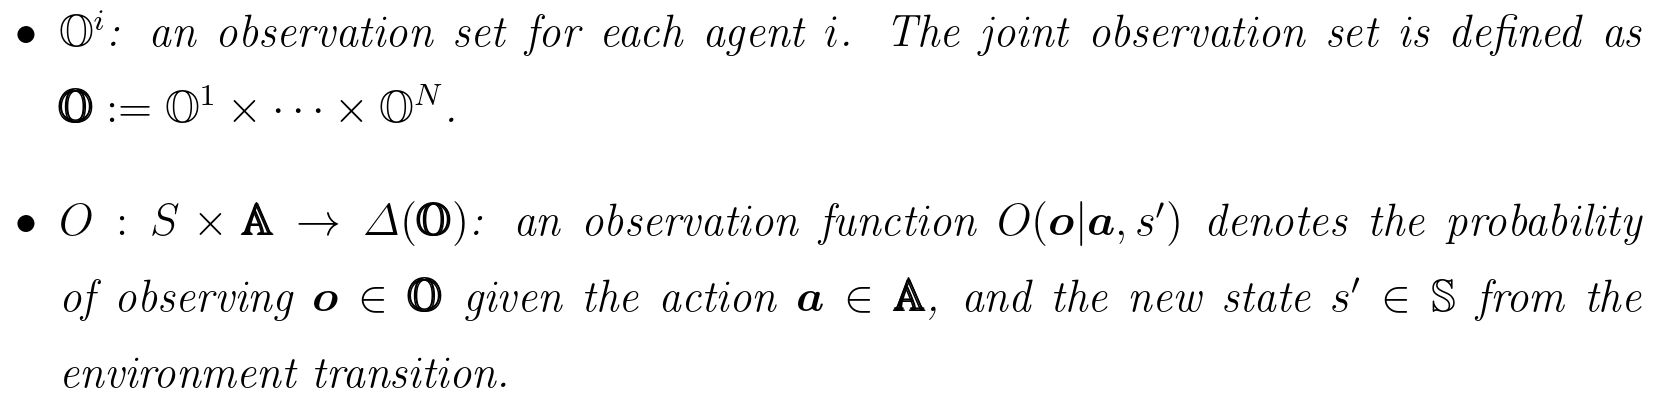 • 𝕆ⁱ: an observation set for each agent i. The joint observation set is defined as
𝕆 := 𝕆¹ × ··· × 𝕆ᴺ.
• O : S × 𝔸 → Δ(𝕆): an observation function O(𝒐|𝒂, s′) denotes the probability
of observing 𝒐 ∈ 𝕆 given the action 𝒂 ∈ 𝔸, and the new state s′ ∈ 𝕊 from the
environment transition.